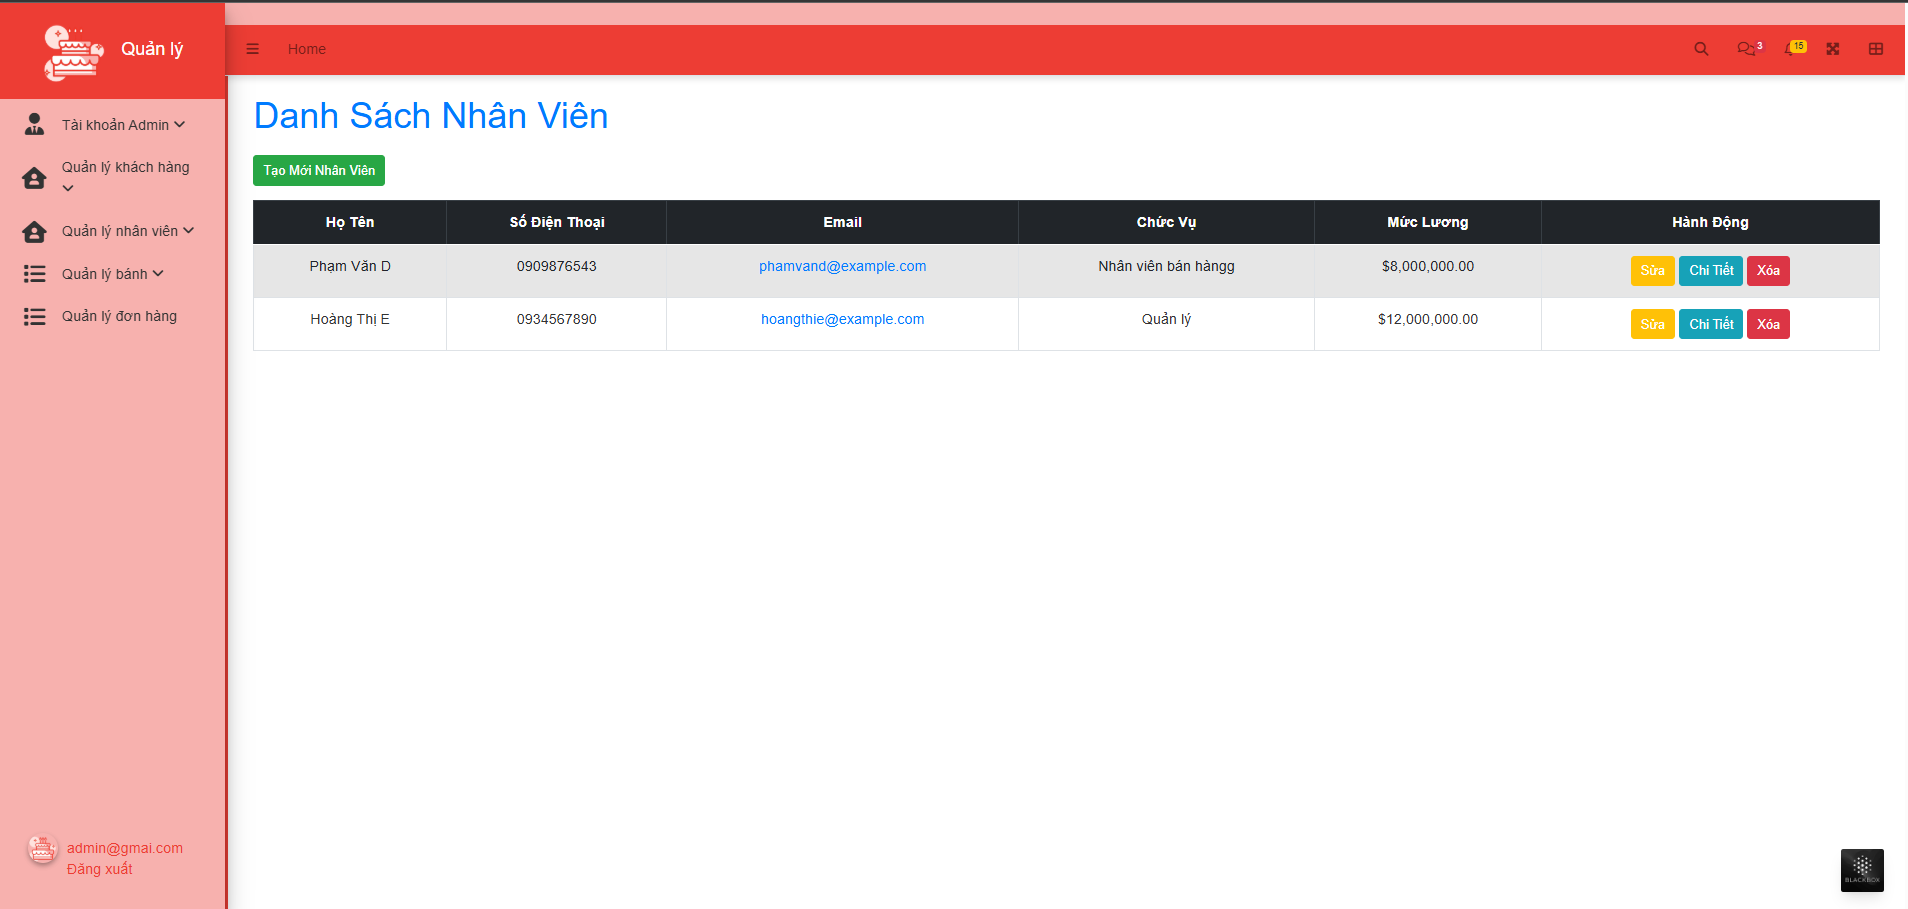 Quản lý
Home
3
15
Tài khoản Admin
Quản lý khách hàng
Quản lý nhân viên
Quản lý bánh
Quản lý đơn hàng
admin@gmai.com
Đăng xuất
Danh Sách Nhân Viên
Tạo Mới Nhân Viên
Họ Tên Số Điện Thoại Email Chức Vụ Mức Lương Hành Động
Phạm Văn D 0909876543 phamvand@example.com Nhân viên bán hàngg $8,000,000.00 Sửa Chi Tiết Xóa
Hoàng Thị E 0934567890 hoangthie@example.com Quản lý $12,000,000.00 Sửa Chi Tiết Xóa
BLACKBOX